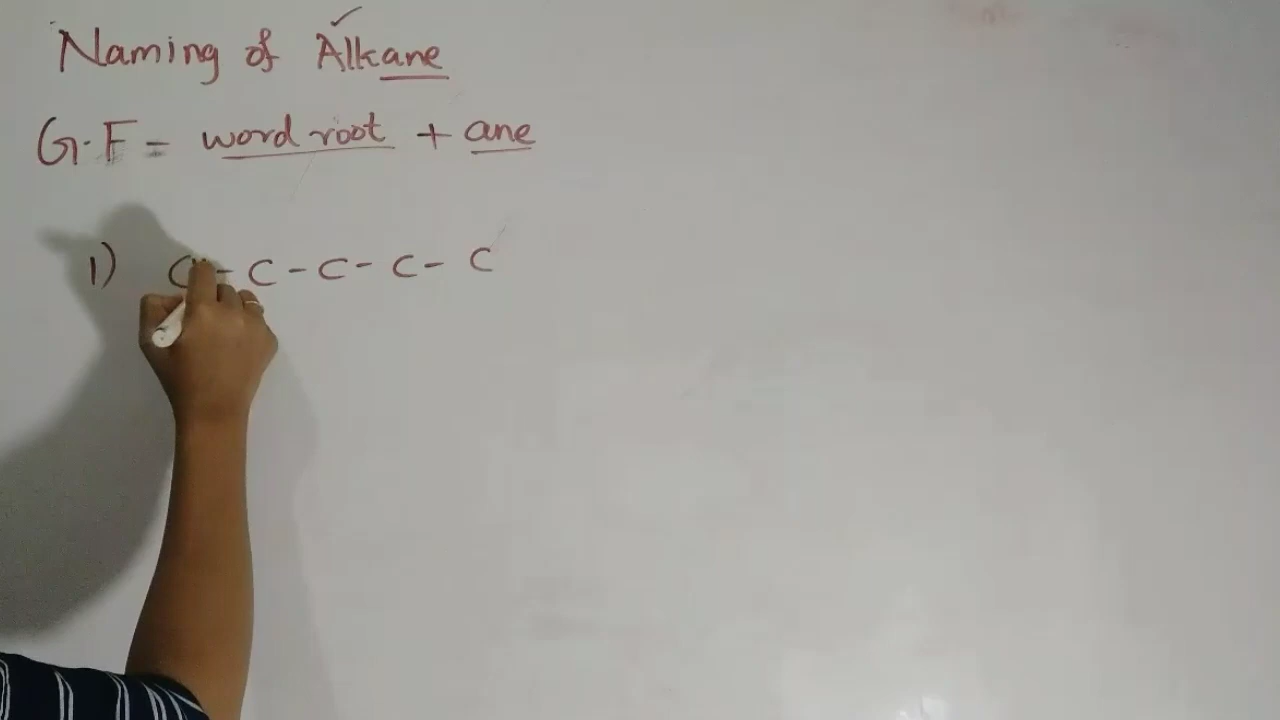 Naming of Alkane
G.F = word root + ane
1) C - C - C - C - C